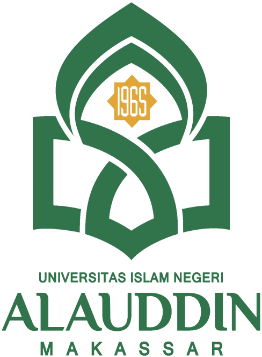 1965
UNIVERSITAS ISLAM NEGERI
ALAUDDIN
MAKASSAR